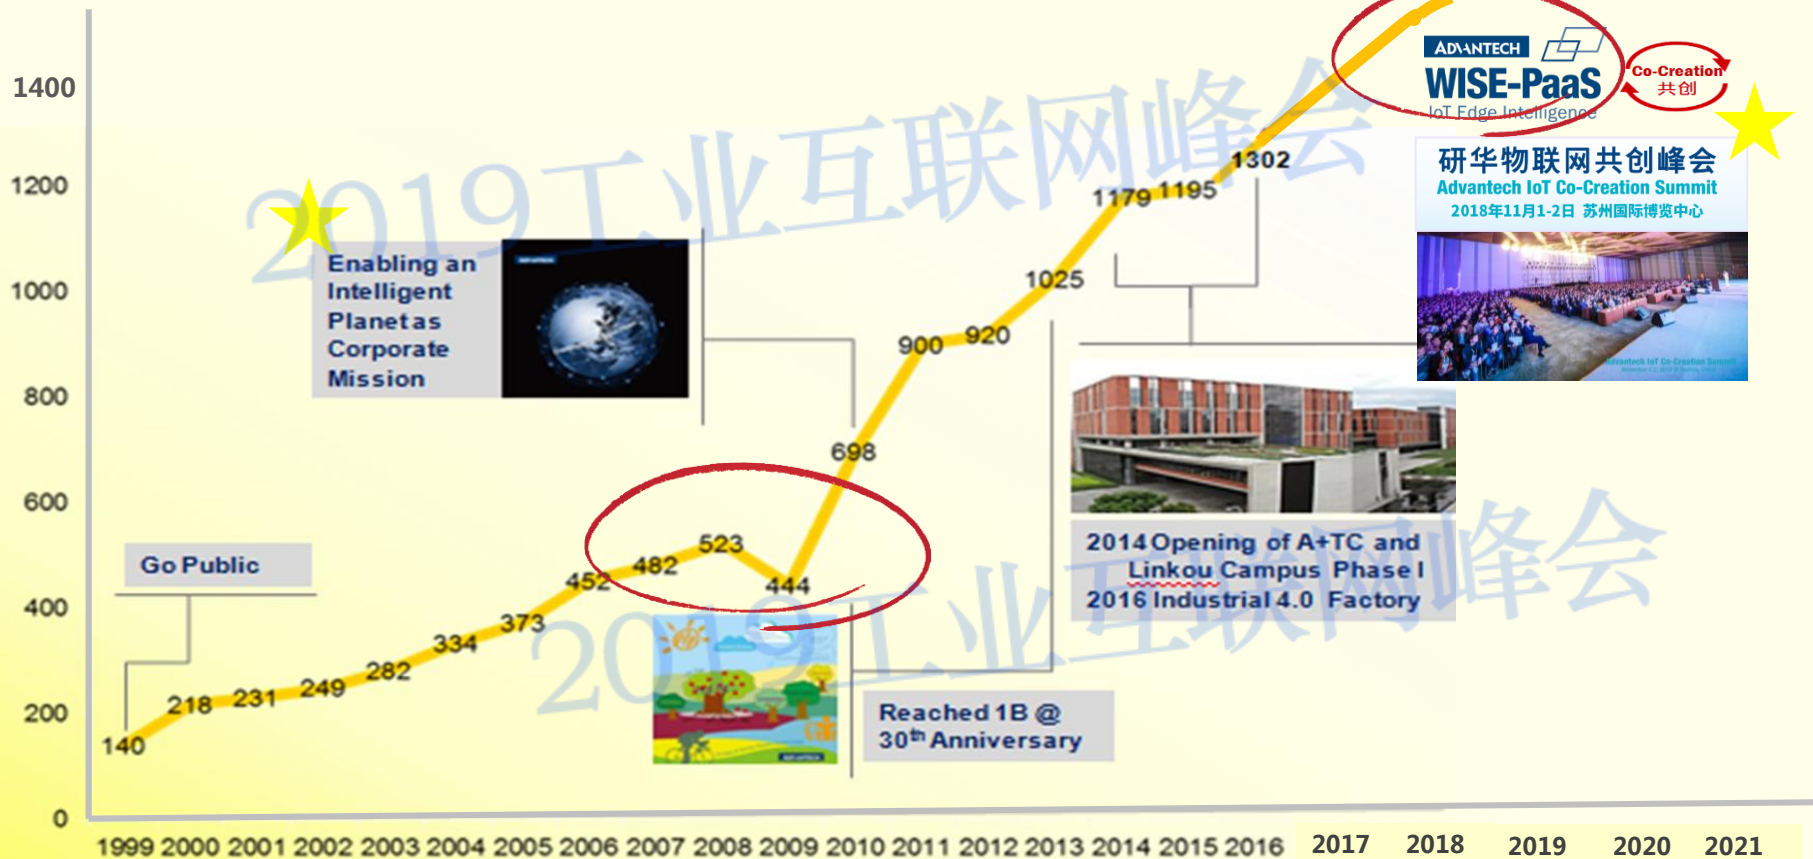 1400
1200
1000
800
600
400
200
0
2019工业互联网峰会
2019工业互联网峰会
ADVANTECH
WISE-PaaS
IoT Edge Intelligence
Co-Creation
共创
研华物联网共创峰会
Advantech IoT Co-Creation Summit
2018年11月1-2日 苏州国际博览中心
Advantech IoT Co-Creation Summit
Enabling an
Intelligent
Planet as
Corporate
Mission
ADVANTECH
Go Public
140
218
231
249
282
334
373
452
482
523
444
698
900
920
1025
1179
1195
1302
2014 Opening of A+TC and
Linkou Campus Phase I
2016 Industrial 4.0 Factory
Reached 1B @
30th Anniversary
ADVANTECH
1999 2000 2001 2002 2003 2004 2005 2006 2007 2008 2009 2010 2011 2012 2013 2014 2015 2016 2017 2018 2019 2020 2021